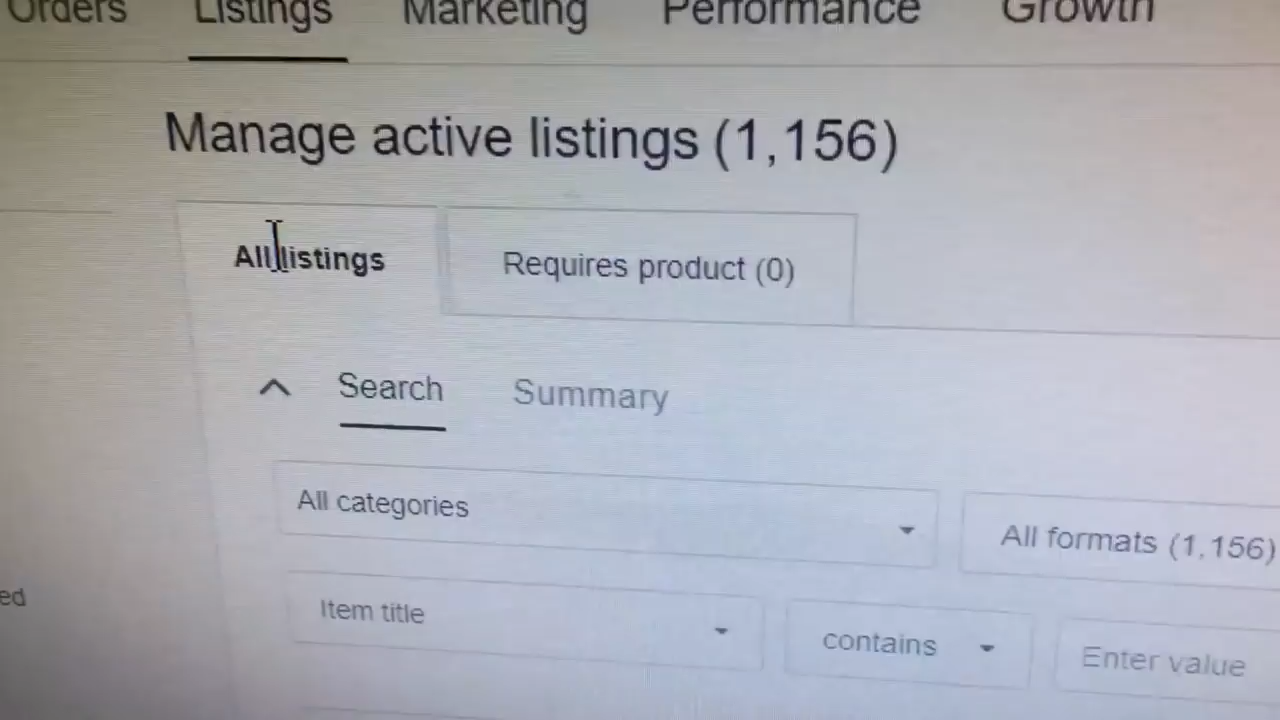 Orders Listings Marketing Performance Growth
Manage active listings (1,156)
All listings Requires product (0)
Search Summary
All categories All formats (1,156)
Item title contains Enter value
ed